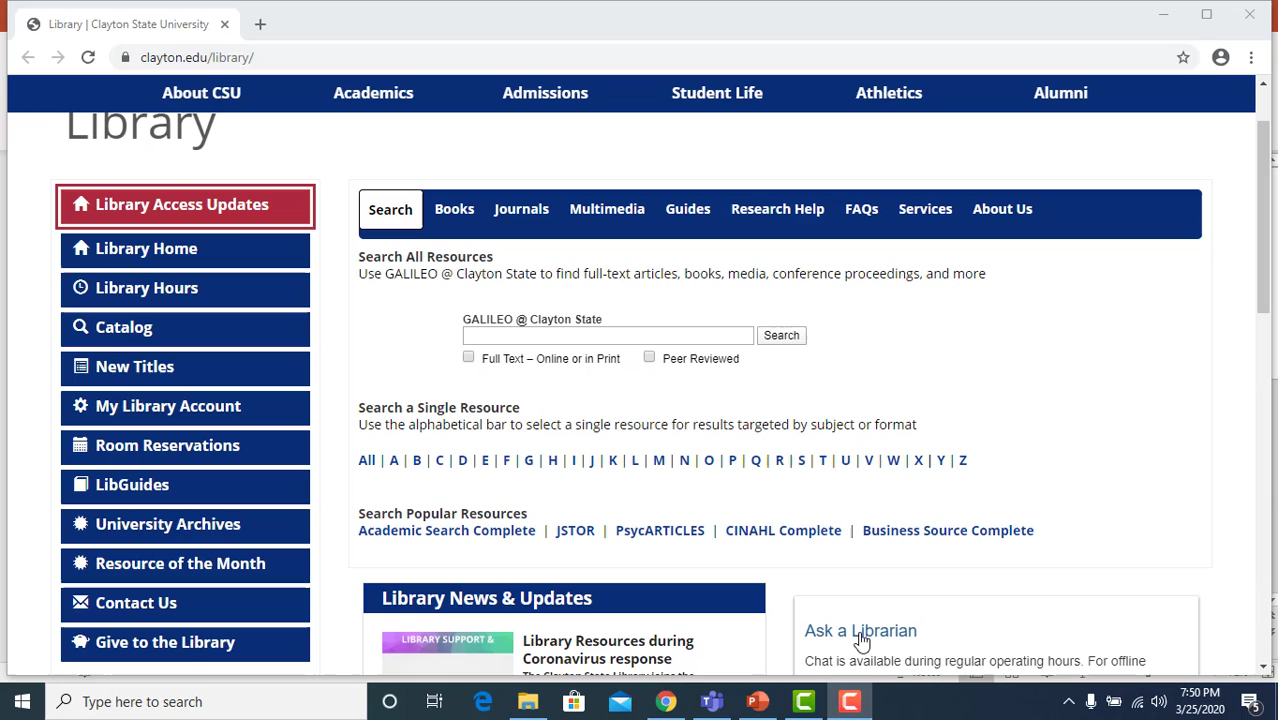 Library | Clayton State University
clayton.edu/library/
About CSU Academics Admissions Student Life Athletics Alumni
Library
Library Access Updates
Library Home
Library Hours
Catalog
New Titles
My Library Account
Room Reservations
LibGuides
University Archives
Resource of the Month
Contact Us
Give to the Library
Search Books Journals Multimedia Guides Research Help FAQs Services About Us
Search All Resources
Use GALILEO @ Clayton State to find full-text articles, books, media, conference proceedings, and more
GALILEO @ Clayton State
Search
Full Text – Online or in Print Peer Reviewed
Search a Single Resource
Use the alphabetical bar to select a single resource for results targeted by subject or format
All | A | B | C | D | E | F | G | H | I | J | K | L | M | N | O | P | Q | R | S | T | U | V | W | X | Y | Z
Search Popular Resources
Academic Search Complete | JSTOR | PsycARTICLES | CINAHL Complete | Business Source Complete
Library News & Updates
LIBRARY SUPPORT &
Library Resources during
Coronavirus response
Ask a Librarian
Chat is available during regular operating hours. For offline
Type here to search
7:50 PM
3/25/2020
5